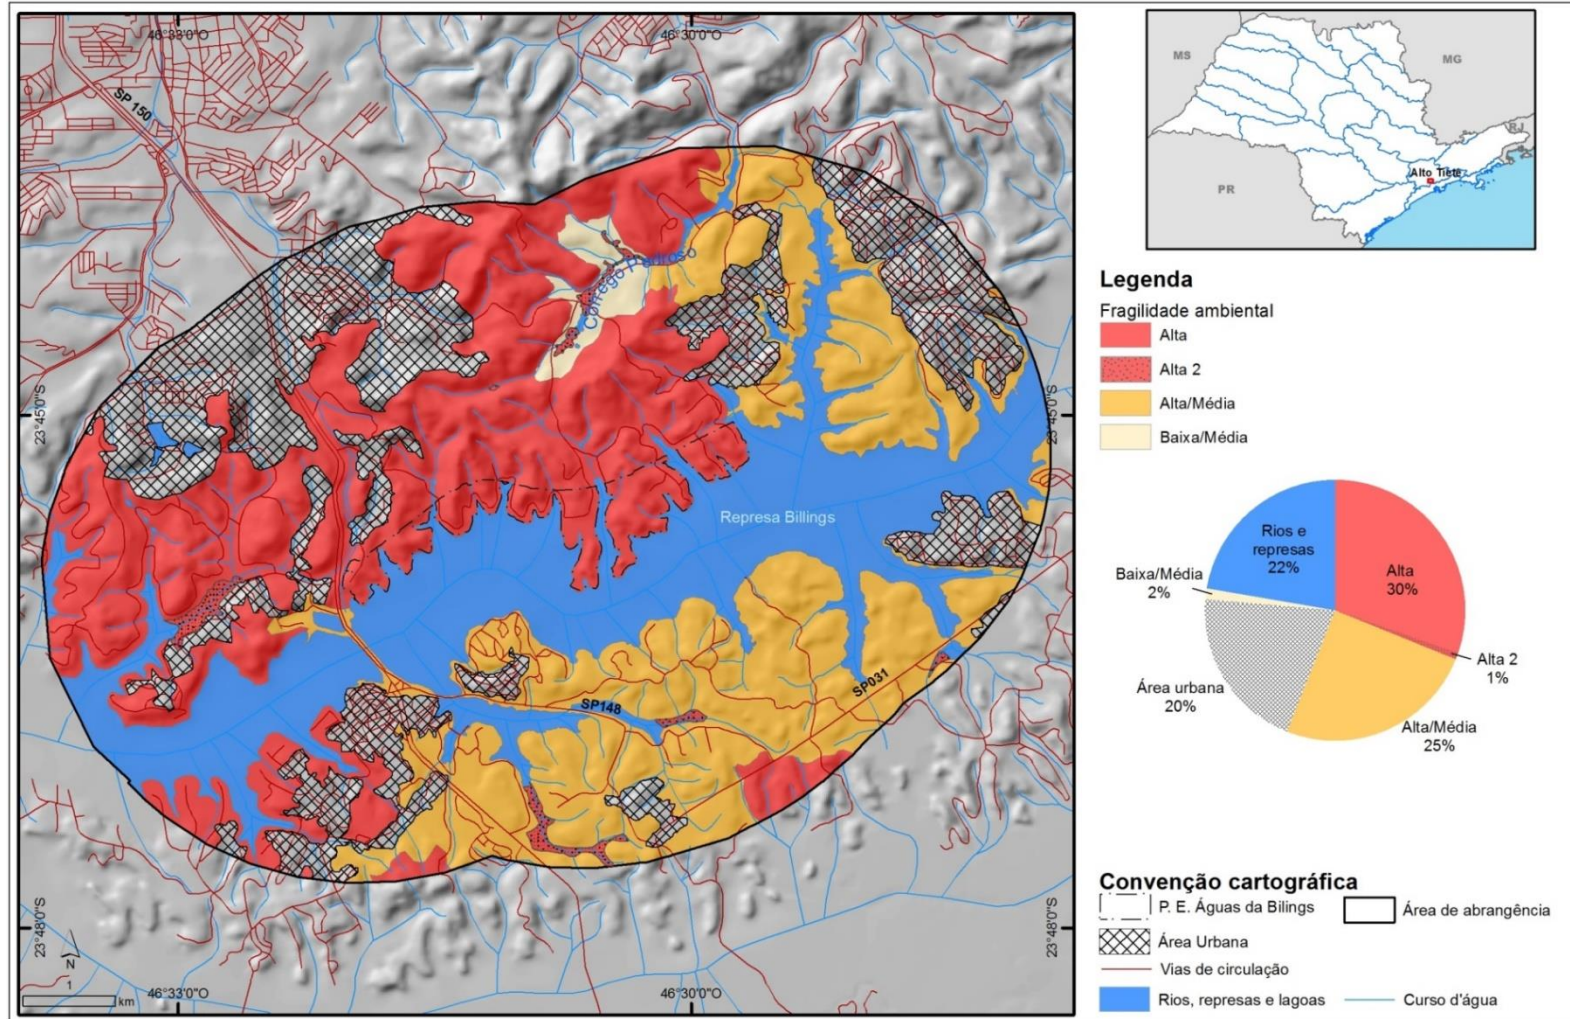 46°33'0"O
46°30'0"O
SP 150
Córrego Pedroso
23°45'0"S
23°45'0"S
Represa Billings
SP148
SP031
23°48'0"S
23°48'0"S
N
1
km
46°33'0"O
46°30'0"O
MS
MG
RJ
Alto Tietê
PR
Legenda
Fragilidade ambiental
Alta
Alta 2
Alta/Média
Baixa/Média
Rios e
represas
22%
Alta
30%
Baixa/Média
2%
Alta 2
1%
Área urbana
20%
Alta/Média
25%
Convenção cartográfica
P. E. Águas da Bilings
Área de abrangência
Área Urbana
Vias de circulação
Rios, represas e lagoas
Curso d'água